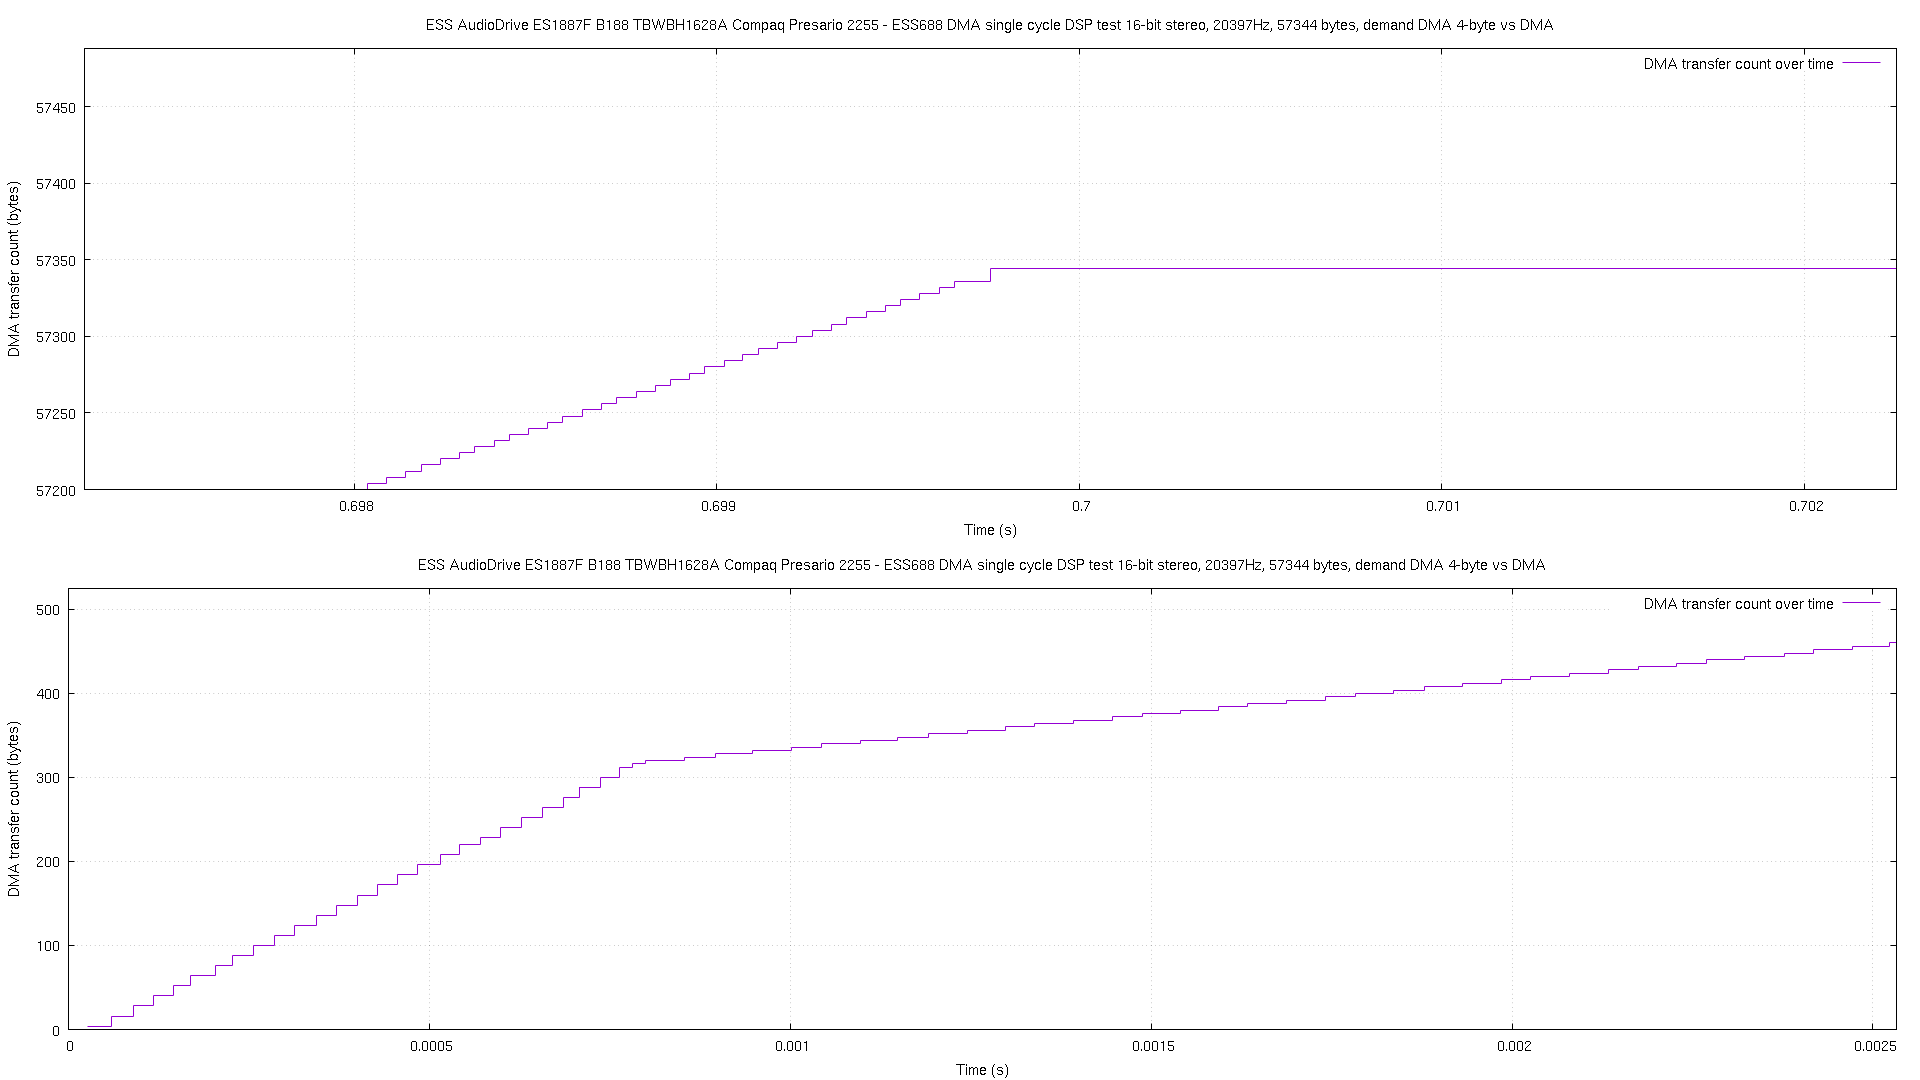 ESS AudioDrive ES1887F B188 TBWBH1628A Compaq Presario 2255 - ESS688 DMA single cycle DSP test 16-bit stereo, 20397Hz, 57344 bytes, demand DMA 4-byte vs DMA
DMA transfer count over time
57450
57400
57350
57300
57250
57200
DMA transfer count (bytes)
0.698
0.699
0.7
0.701
0.702
Time (s)
ESS AudioDrive ES1887F B188 TBWBH1628A Compaq Presario 2255 - ESS688 DMA single cycle DSP test 16-bit stereo, 20397Hz, 57344 bytes, demand DMA 4-byte vs DMA
DMA transfer count over time
500
400
300
200
100
0
DMA transfer count (bytes)
0
0.0005
0.001
0.0015
0.002
0.0025
Time (s)